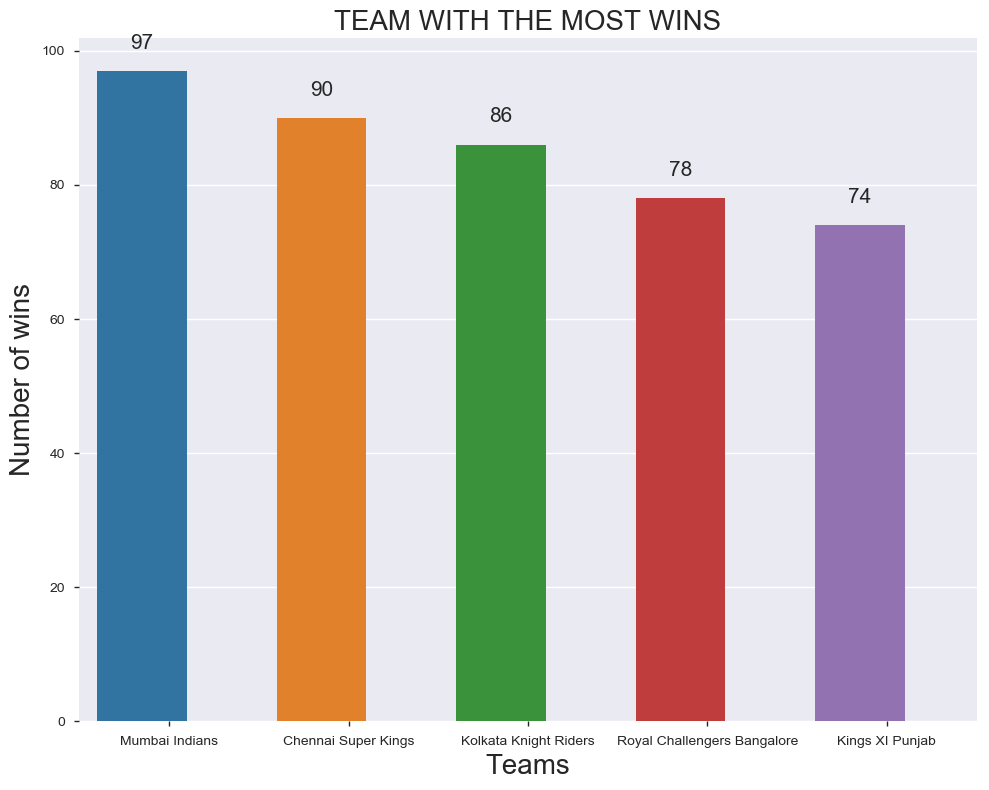 TEAM WITH THE MOST WINS
97
90
86
78
74
100
80
60
40
20
0
Number of wins
Mumbai Indians
Chennai Super Kings
Kolkata Knight Riders
Royal Challengers Bangalore
Kings XI Punjab
Teams